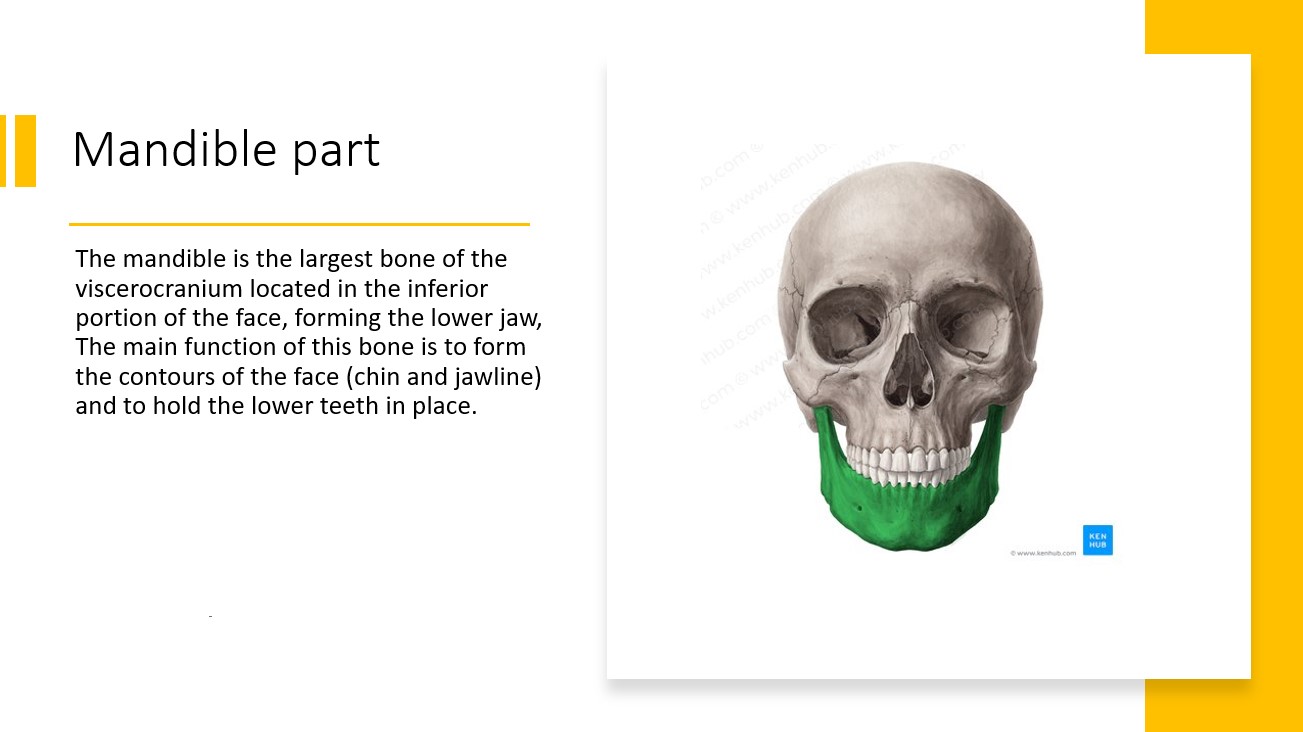 Mandible part
The mandible is the largest bone of the
viscerocranium located in the inferior
portion of the face, forming the lower jaw,
The main function of this bone is to form
the contours of the face (chin and jawline)
and to hold the lower teeth in place.
-
© www.kenhub.com
KEN
HUB